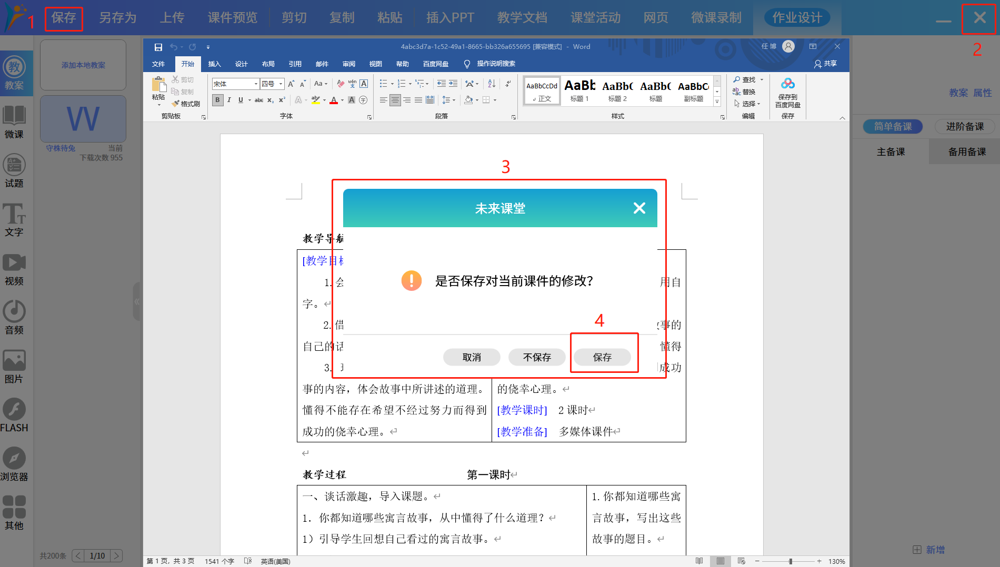 1
保存
另存为
上传
课件预览
剪切
复制
粘贴
插入PPT
教学文档
课堂活动
网页
微课录制
作业设计
2
教
教案
微课
A+
试题
TT
文字
视频
音频
图片
FLASH
浏览器
其他
添加本地教案
W
守株待兔
当前
下载次数 955
共200条
1/10
4abc3d7a-1c52-49a1-8665-bb326a655695 [兼容模式] - Word
任 博
文件
开始
插入
设计
布局
引用
邮件
审阅
视图
帮助
百度网盘
操作说明搜索
共享
粘贴
剪切
复制
格式刷
剪贴板
宋体
四号
A
A
Aa
wén
文
A
B
I
U
abc
x₂
x²
A
ab
A
A
字
字体
段落
AaBbCcDd
正文
AaBb
标题 1
AaBb(
标题 2
AaBb(
标题
AaBbC
副标题
样式
查找
替换
选择
编辑
保存到
百度网盘
保存
教案 属性
简单备课
进阶备课
主备课
备用备课
新增
教学导航
[教学目标
1. 会
用自
字。
2. 借
事的
自己的话
懂得
3.
成功
事的内容，体会故事中所讲述的道理。
懂得不能存在希望不经过努力而得到
成功的侥幸心理。
的侥幸心理。
[教学课时] 2 课时
[教学准备] 多媒体课件
3
未来课堂
是否保存对当前课件的修改?
4
取消
不保存
保存
教学过程
第一课时
一、谈话激趣，导入课题。
1. 你都知道哪些寓言故事，从中懂得了什么道理？
1）引导学生回想自己看过的寓言故事。
1. 你都知道哪些寓
言故事，写出这些
故事的题目。
第 1 页，共 3 页
1541 个字
英语(美国)
130%